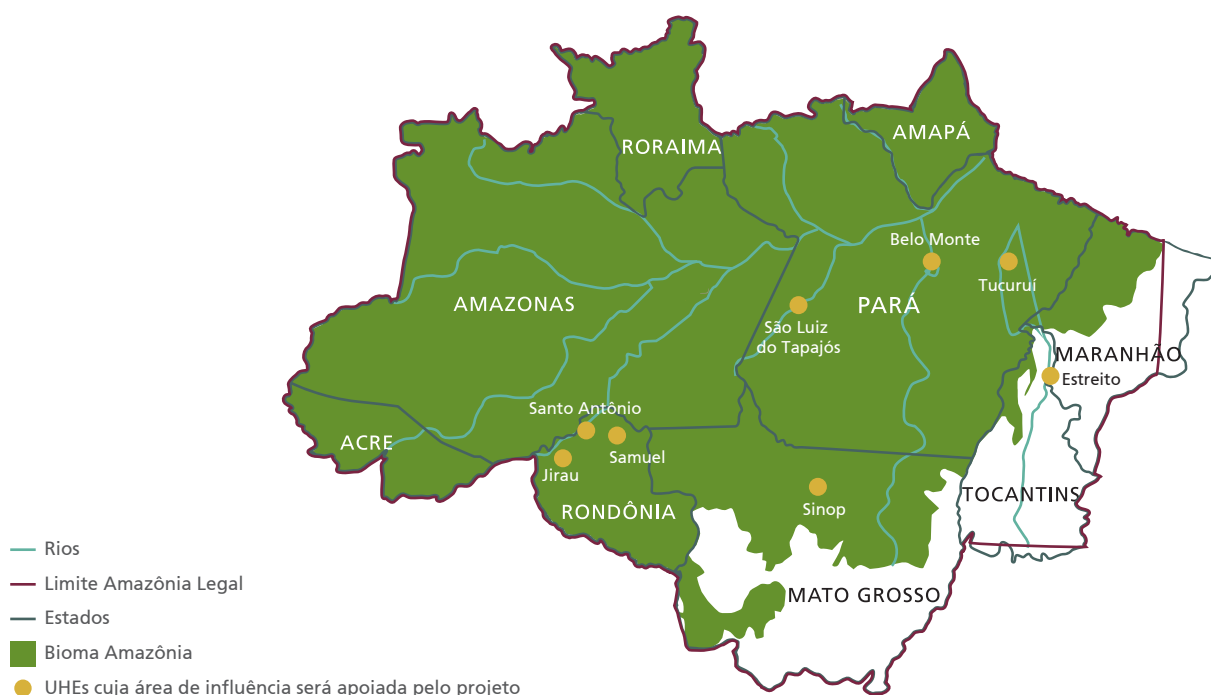 RORAIMA
AMAPÁ
Belo Monte
Tucuruí
AMAZONAS
PARÁ
São Luiz
do Tapajós
MARANHÃO
Estreito
Santo Antônio
ACRE
Samuel
Jirau
TOCANTINS
RONDÔNIA
Sinop
MATO GROSSO
Rios
Limite Amazônia Legal
Estados
Bioma Amazônia
UHEs cuja área de influência será apoiada pelo projeto